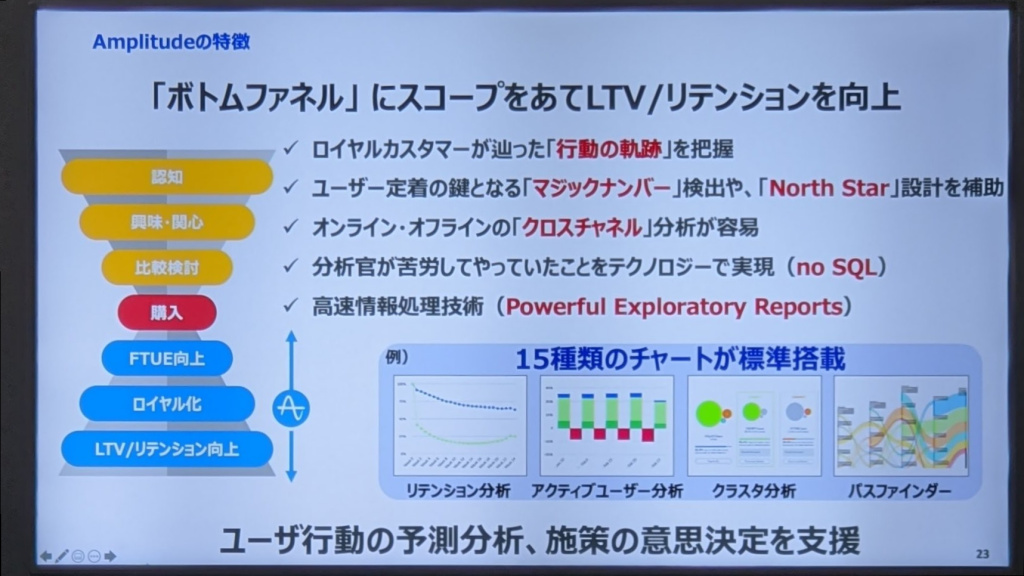 Amplitudeの特徴
「ボトムファネル」にスコープをあてLTV/リテンションを向上
認知
興味・関心
比較検討
購入
FTUE向上
ロイヤル化
LTV/リテンション向上
✓ ロイヤルカスタマーが辿った「行動の軌跡」を把握
✓ ユーザー定着の鍵となる「マジックナンバー」検出や、「North Star」設計を補助
✓ オンライン・オフラインの「クロスチャネル」分析が容易
✓ 分析官が苦労してやっていたことをテクノロジーで実現（no SQL）
✓ 高速情報処理技術（Powerful Exploratory Reports）
例） 15種類のチャートが標準搭載
リテンション分析 アクティブユーザー分析 クラスタ分析 パスファインダー
ユーザ行動の予測分析、施策の意思決定を支援
23